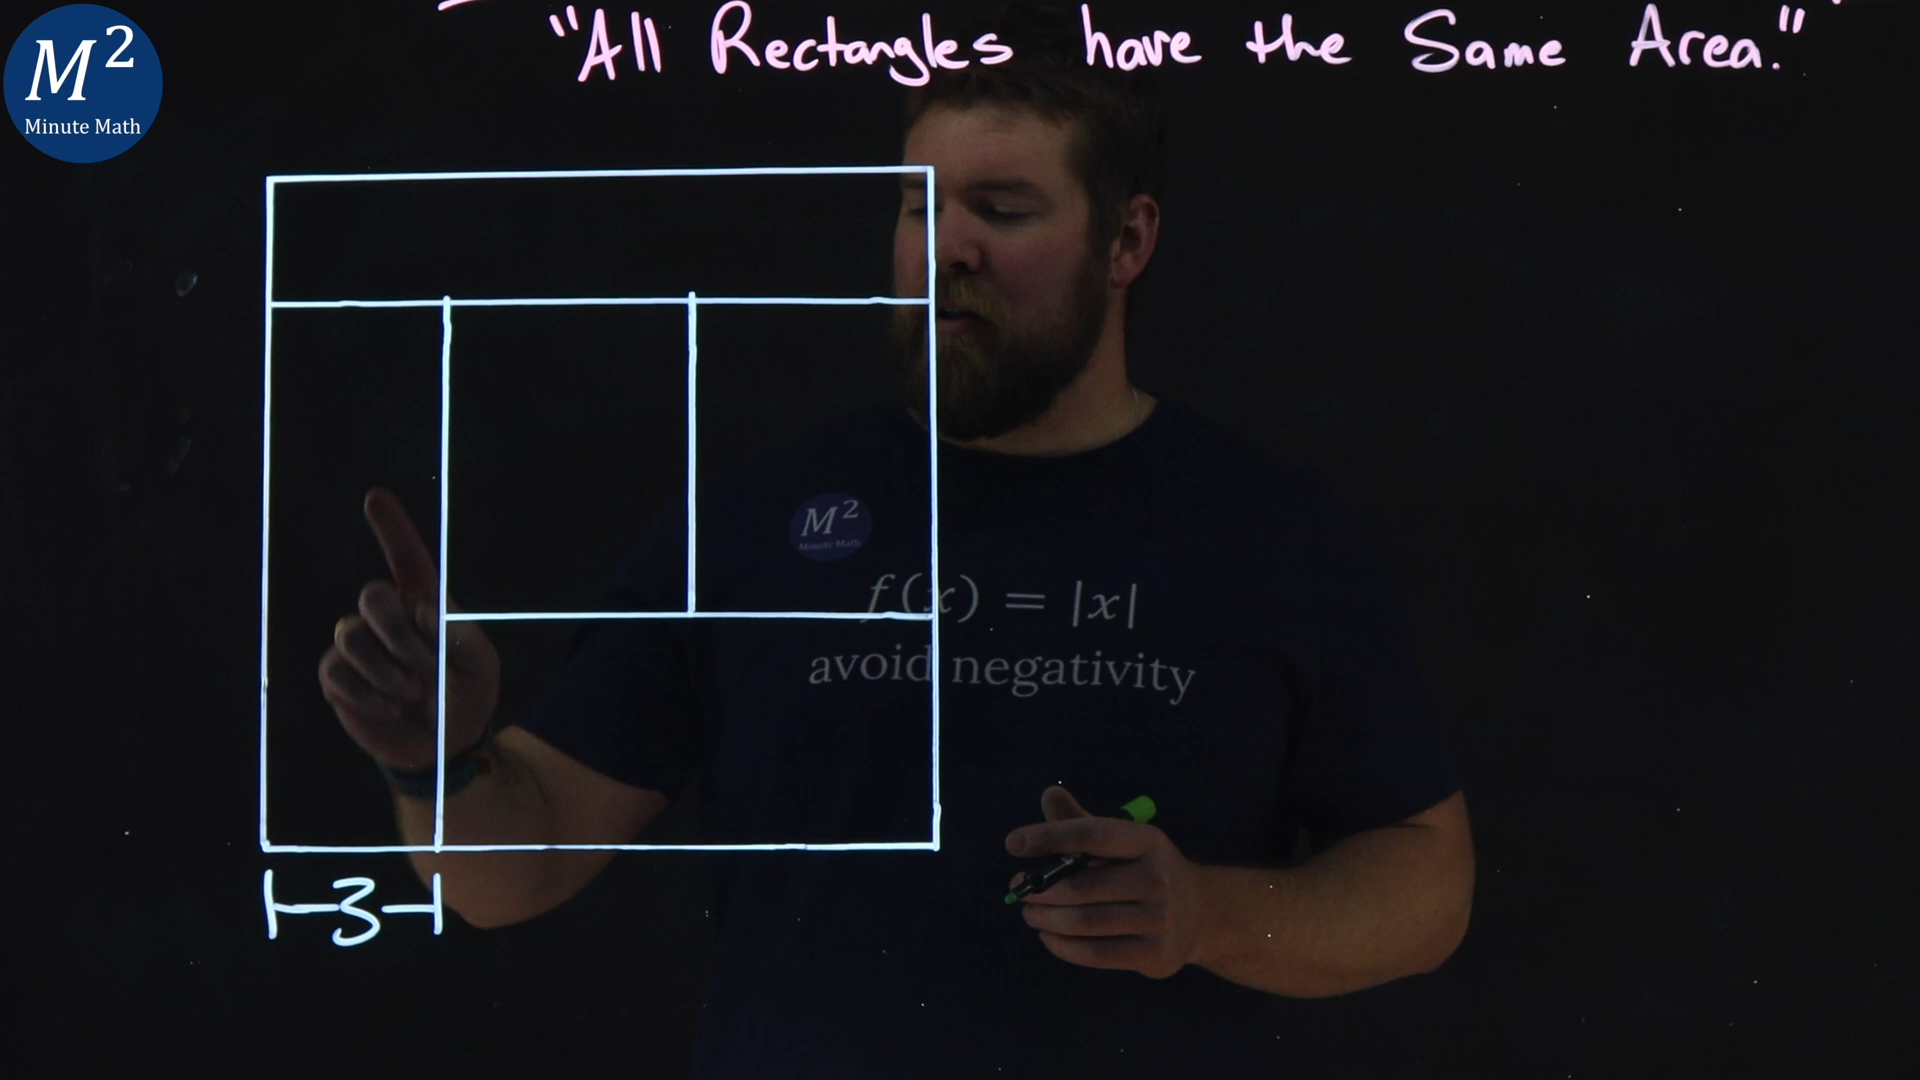 "All Rectangles have the Same Area."
M²
Minute Math
M²
Minute Math
f(x) = |x|
avoid negativity
3